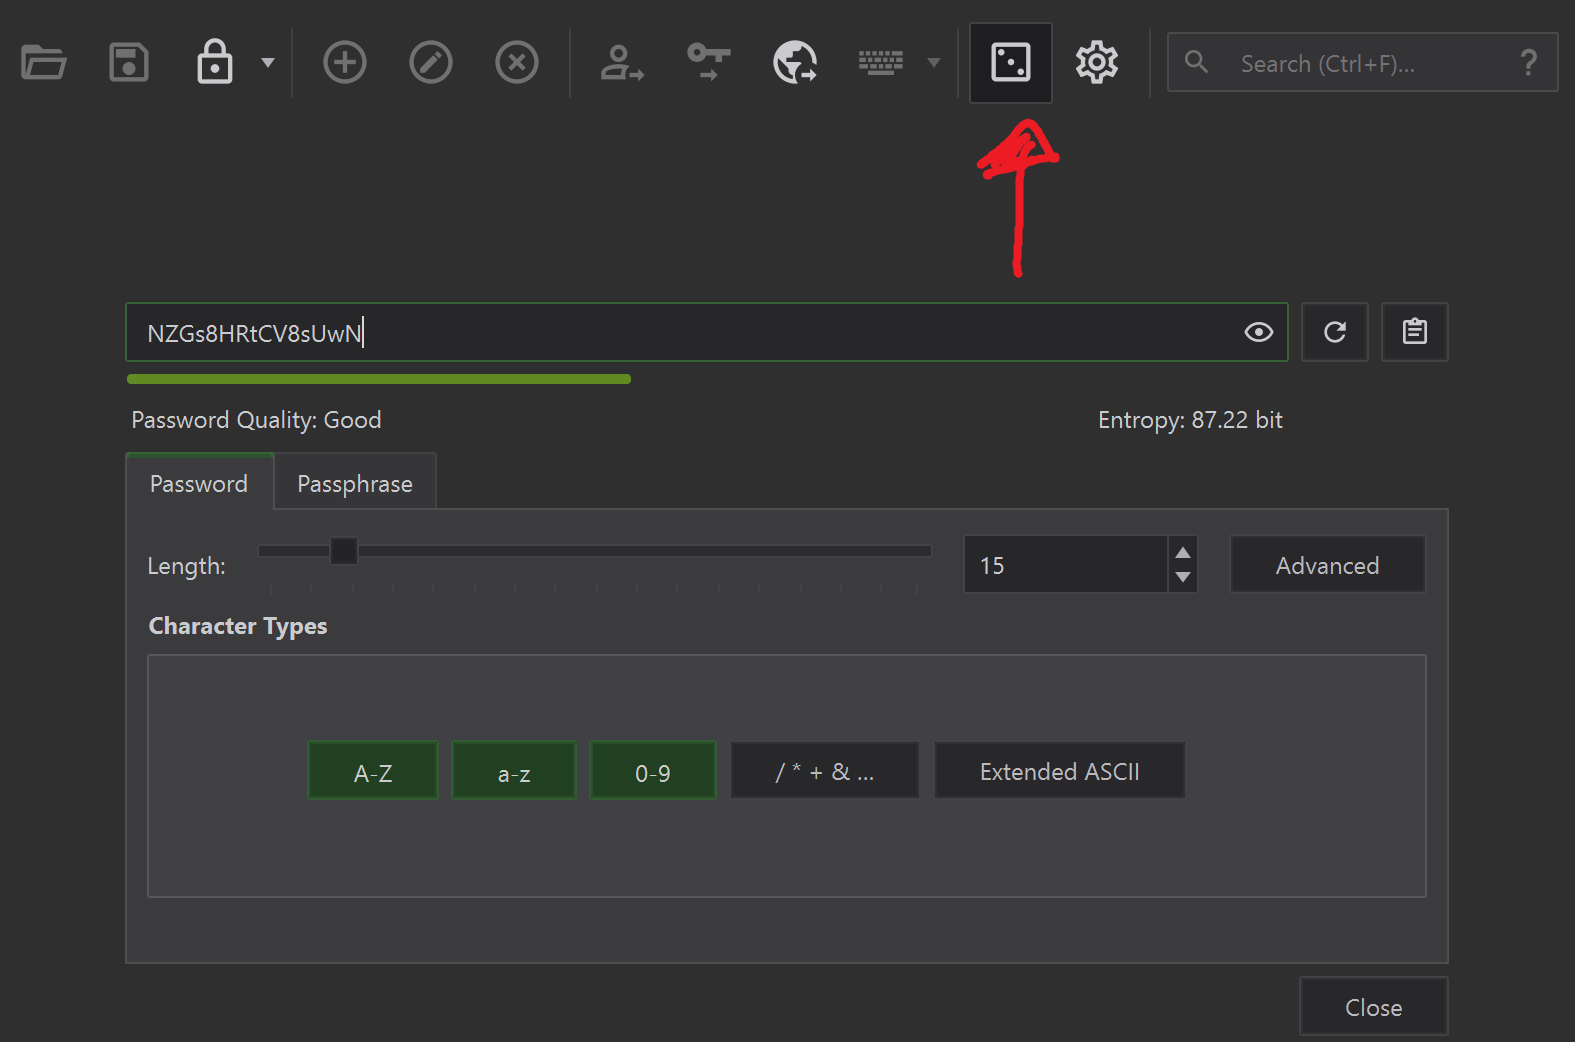 Search (Ctrl+F)... ?
NZGs8HRtCV8sUwN
Password Quality: Good Entropy: 87.22 bit
Password Passphrase
Length: 15 Advanced
Character Types
A-Z a-z 0-9 / * + & ... Extended ASCII
Close